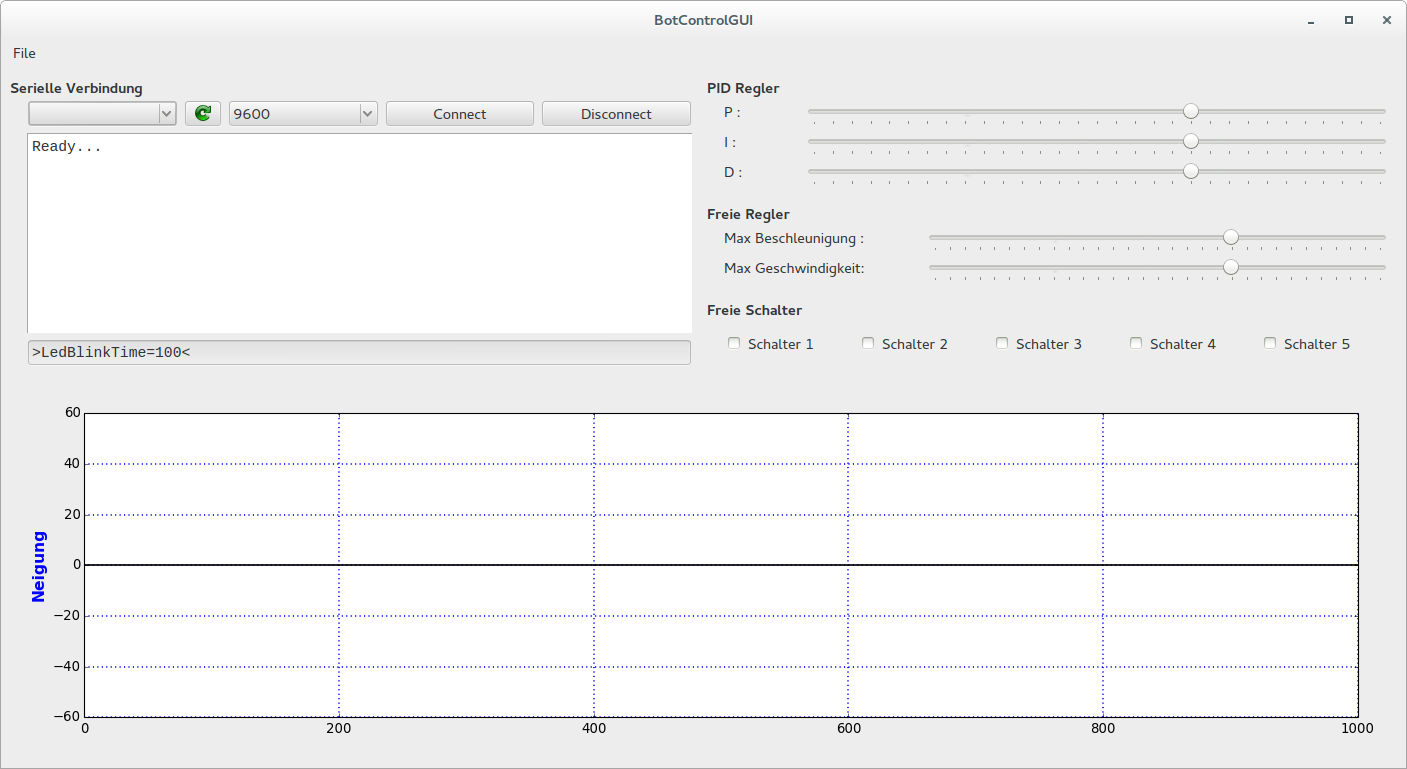 BotControlGUI
File
Serielle Verbindung
9600 Connect Disconnect
Ready...
>LedBlinkTime=100<
PID Regler
P :
I :
D :
Freie Regler
Max Beschleunigung :
Max Geschwindigkeit:
Freie Schalter
Schalter 1 Schalter 2 Schalter 3 Schalter 4 Schalter 5
Neigung
60
40
20
0
−20
−40
−60
0 200 400 600 800 1000